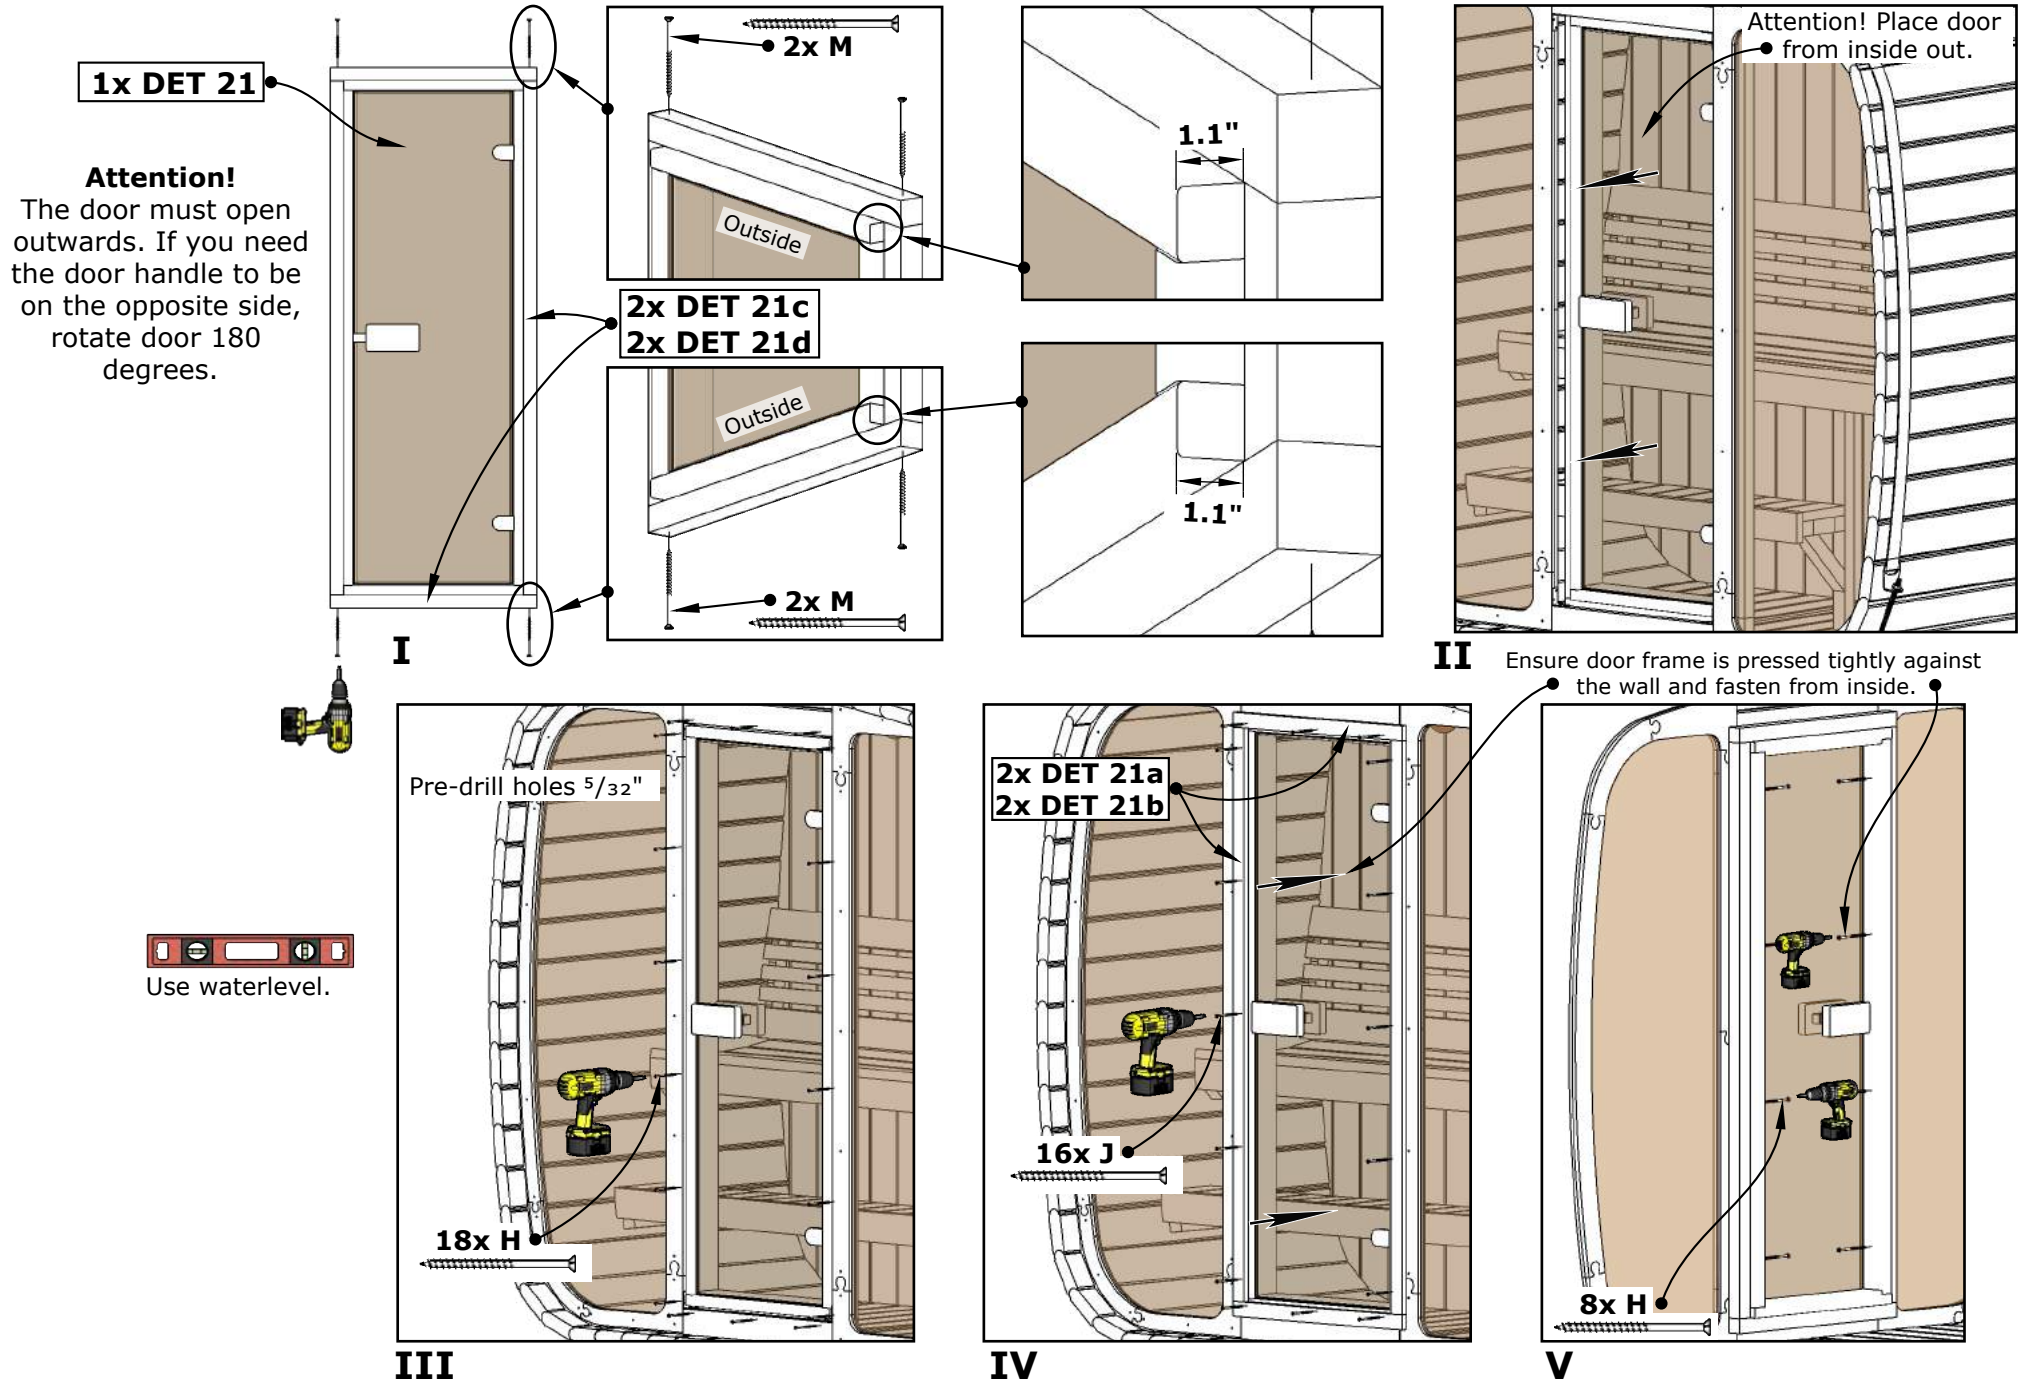 1x DET 21
Attention!
The door must open
outwards. If you need
the door handle to be
on the opposite side,
rotate door 180
degrees.
2x M
Outside
1.1"
2x DET 21c
2x DET 21d
Outside
2x M
1.1"
I
Attention! Place door
from inside out.
II
Ensure door frame is pressed tightly against
the wall and fasten from inside.
Use waterlevel.
Pre-drill holes ⁵/₃₂"
18x H
III
2x DET 21a
2x DET 21b
16x J
IV
8x H
V